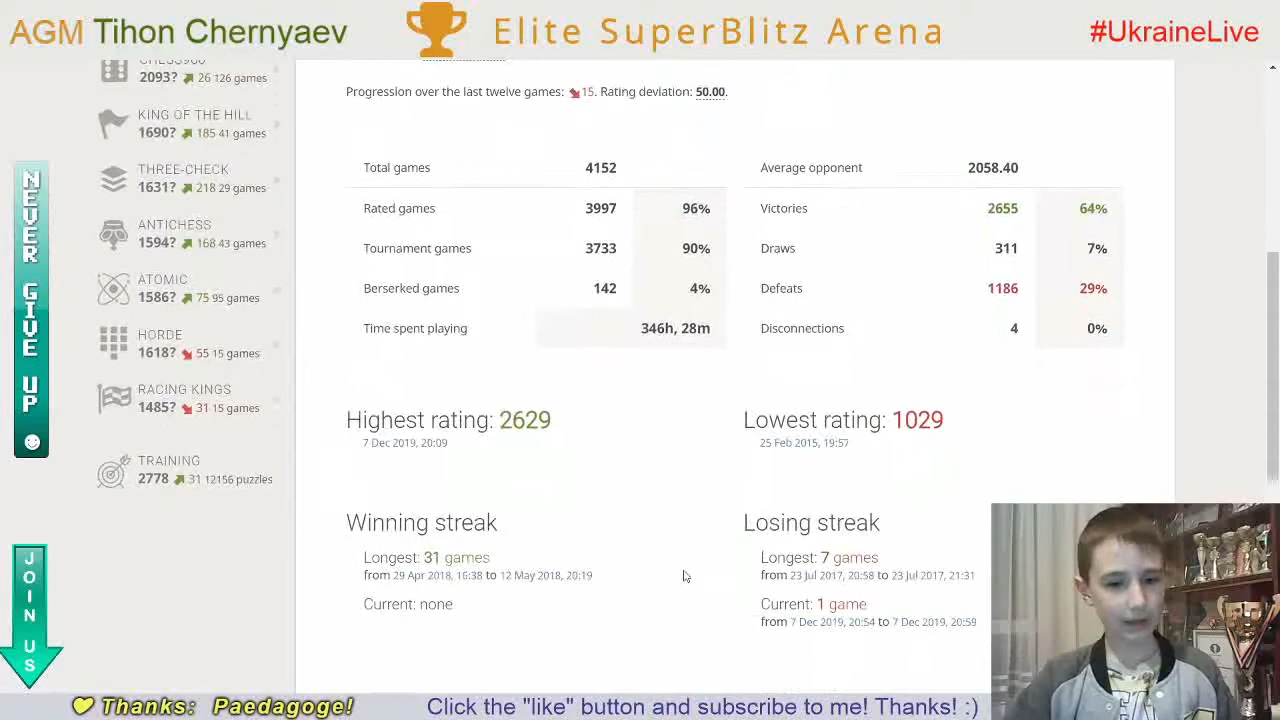 AGM Tihon Chernyaev
Elite SuperBlitz Arena
#UkraineLive
CHESS960
2093? 26 126 games
KING OF THE HILL
1690? 185 41 games
THREE-CHECK
1631? 218 29 games
ANTICHESS
1594? 168 43 games
ATOMIC
1586? 75 95 games
HORDE
1618? 55 15 games
RACING KINGS
1485? 31 15 games
TRAINING
2778 31 12156 puzzles
NEVER GIVE UP
JOIN US
Progression over the last twelve games: 15. Rating deviation: 50.00.
Total games 4152
Rated games 3997 96%
Tournament games 3733 90%
Berserked games 142 4%
Time spent playing 346h, 28m
Average opponent 2058.40
Victories 2655 64%
Draws 311 7%
Defeats 1186 29%
Disconnections 4 0%
Highest rating: 2629
7 Dec 2019, 20:09
Lowest rating: 1029
25 Feb 2015, 19:57
Winning streak
Longest: 31 games
from 29 Apr 2018, 16:38 to 12 May 2018, 20:19
Current: none
Losing streak
Longest: 7 games
from 23 Jul 2017, 20:58 to 23 Jul 2017, 21:31
Current: 1 game
from 7 Dec 2019, 20:54 to 7 Dec 2019, 20:59
Thanks: Paedagoge!
Click the "like" button and subscribe to me! Thanks! :)